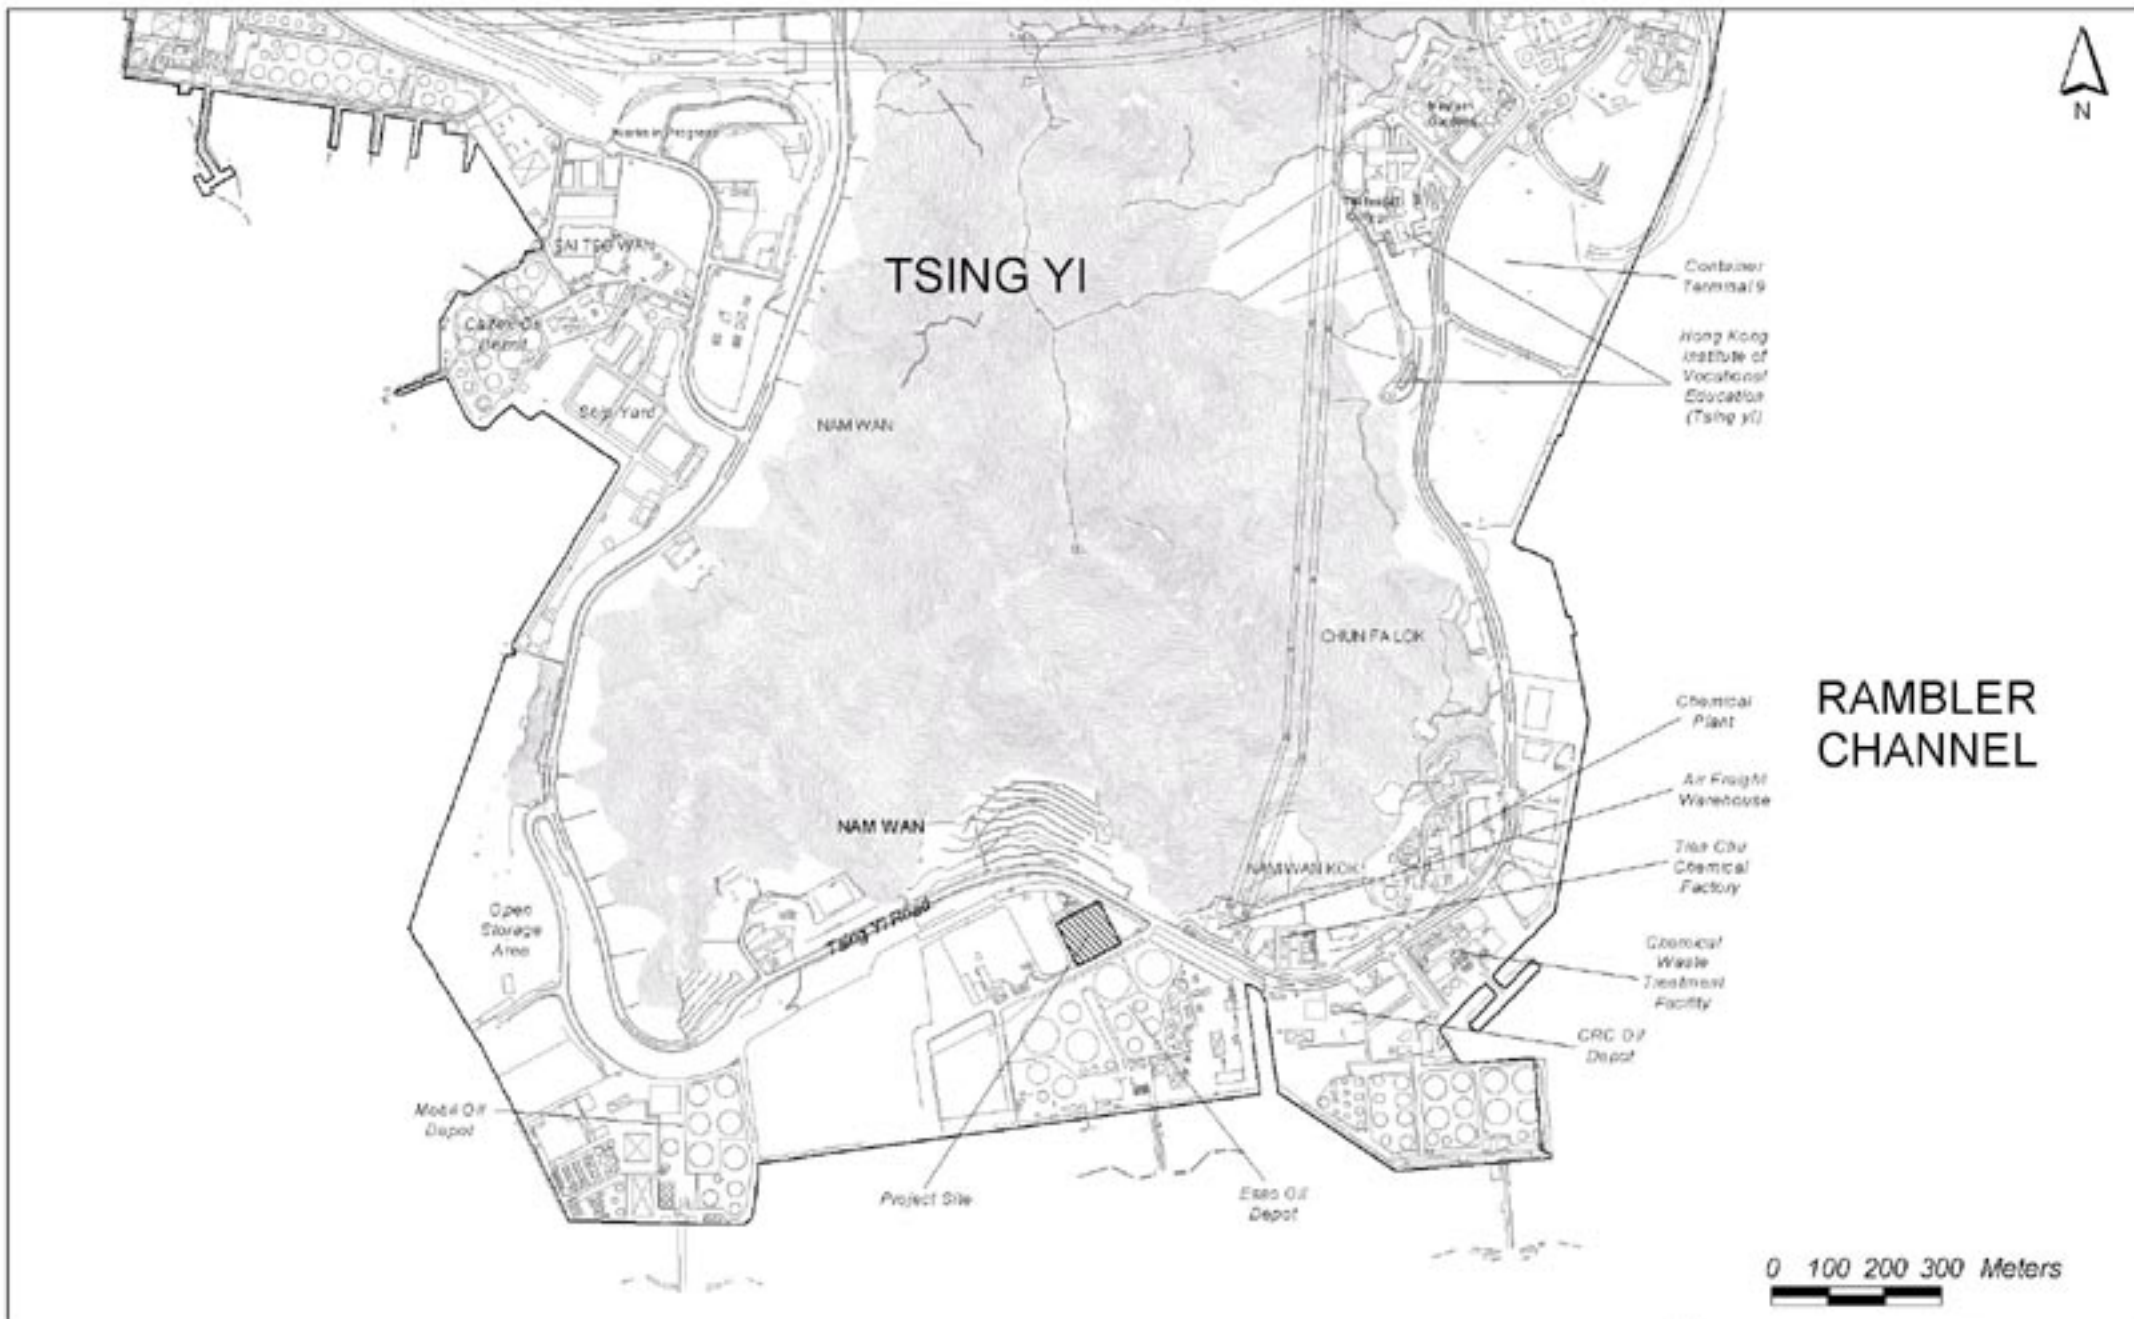 N
Works in Progress
SAI TSO WAN
TSING YI
Container
Terminal 9
Caltex Oil
Depot
Hong Kong
Institute of
Vocational
Education
(Tsing yi)
Ship Yard
NAM WAN
CHUN FA LOK
RAMBLER
CHANNEL
Chemical
Plant
Air Freight
Warehouse
NAM WAN
NAM WAN KOK
Tien Chu
Chemical
Factory
Tsing Yi Road
Open
Storage
Area
Chemical
Waste
Treatment
Facility
CRC Oil
Depot
Mobil Oil
Depot
Project Site
Esso Oil
Depot
0 100 200 300 Meters